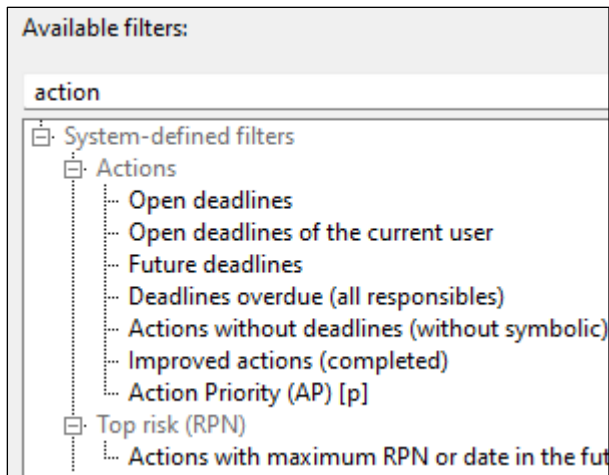 Available filters:
action
System-defined filters
Actions
Open deadlines
Open deadlines of the current user
Future deadlines
Deadlines overdue (all responsibles)
Actions without deadlines (without symbolic)
Improved actions (completed)
Action Priority (AP) [p]
Top risk (RPN)
Actions with maximum RPN or date in the fut